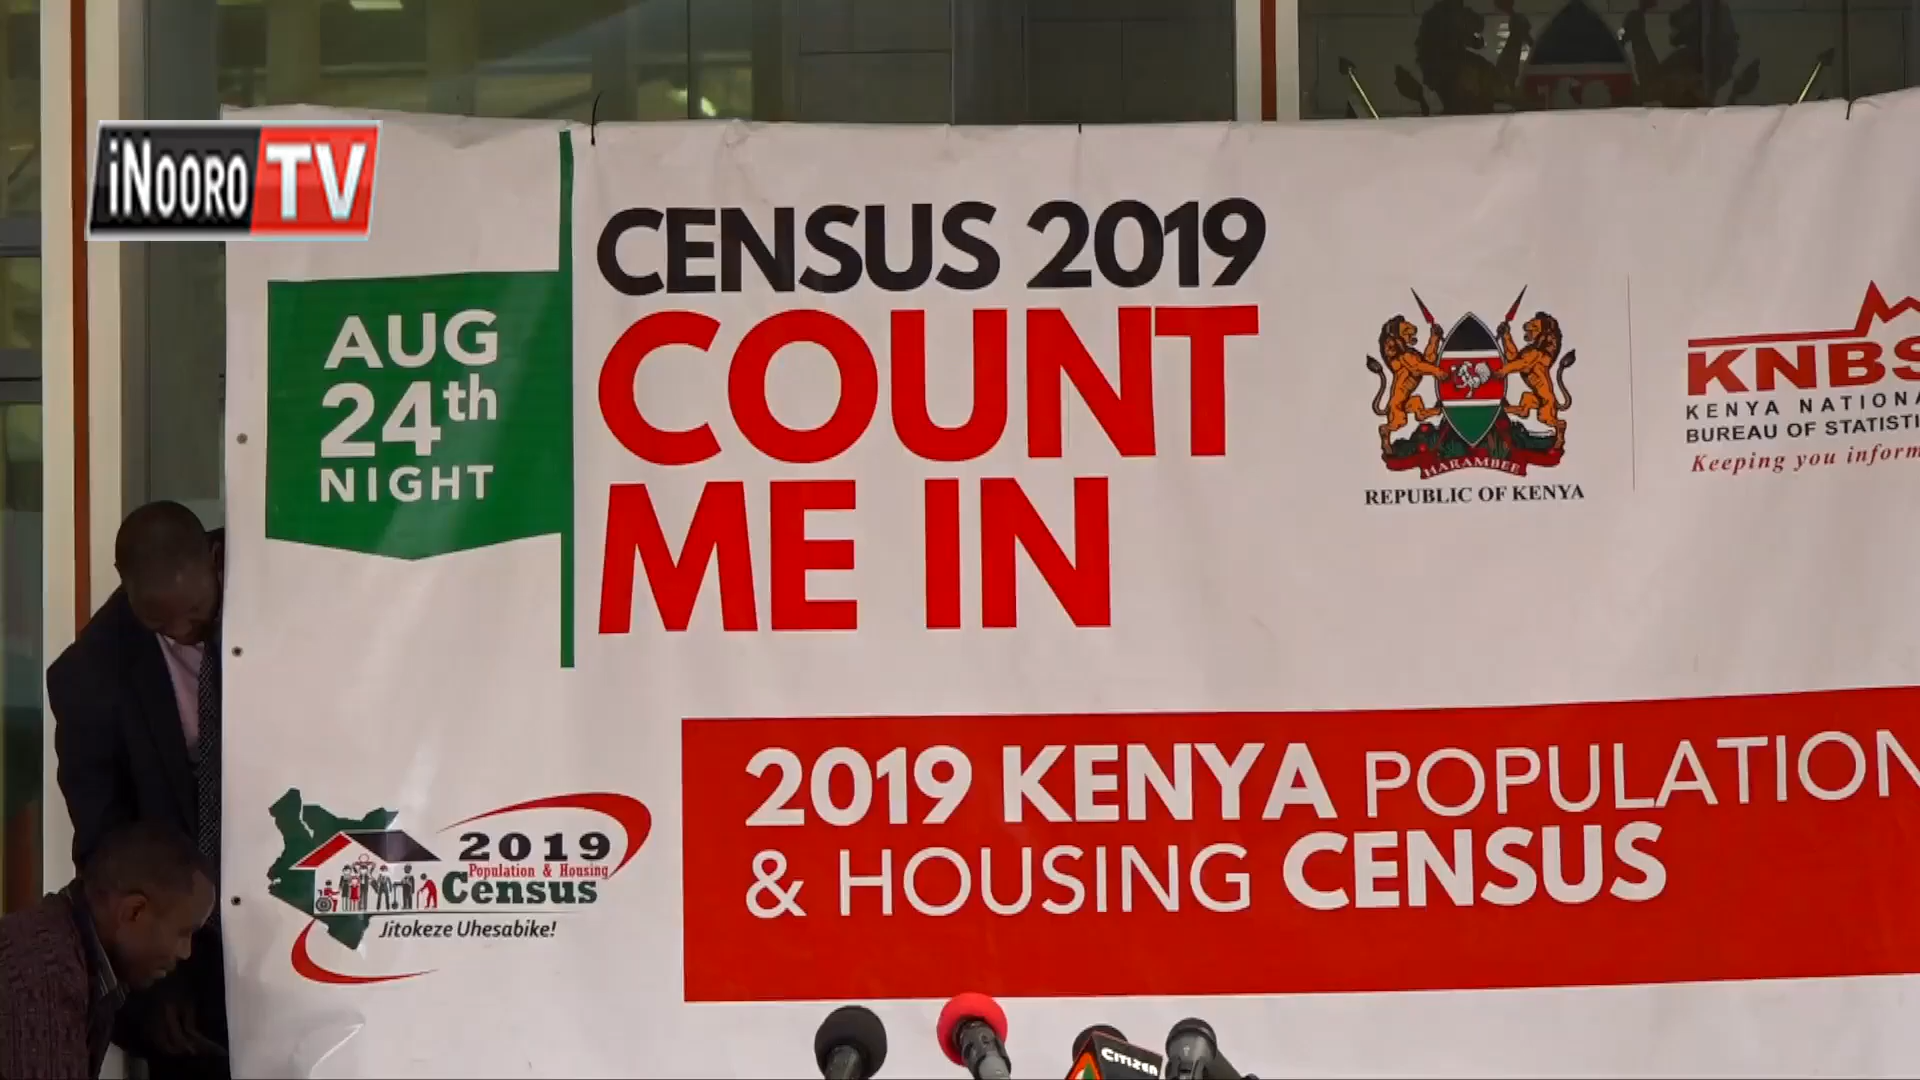 iNooro TV
AUG
24th
NIGHT
CENSUS 2019
COUNT
ME IN
HARAMBEE
REPUBLIC OF KENYA
KNBS
KENYA NATIONA
BUREAU OF STATISTI
Keeping you inform
2019
Population & Housing
Census
Jitokeze Uhesabike!
2019 KENYA POPULATION
& HOUSING CENSUS
CITIZEN